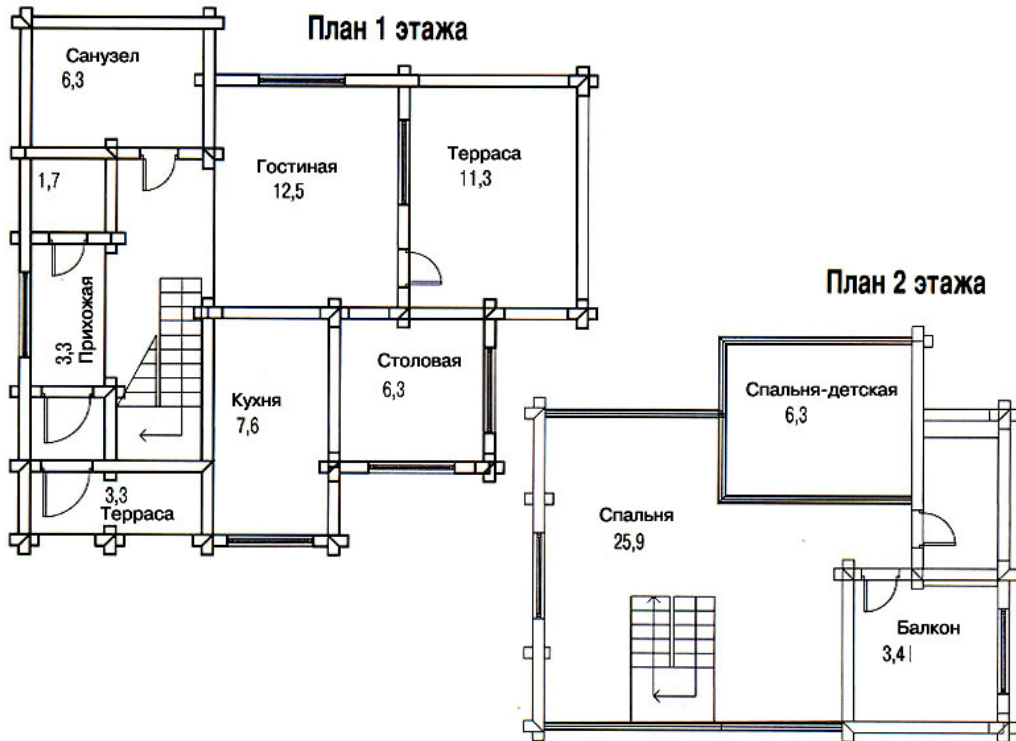 План 1 этажа
Санузел
6,3
1,7
Гостиная
12,5
Терраса
11,3
Прихожая
3,3
Столовая
6,3
Кухня
7,6
3,3
Терраса
План 2 этажа
Спальня-детская
6,3
Спальня
25,9
Балкон
3,4